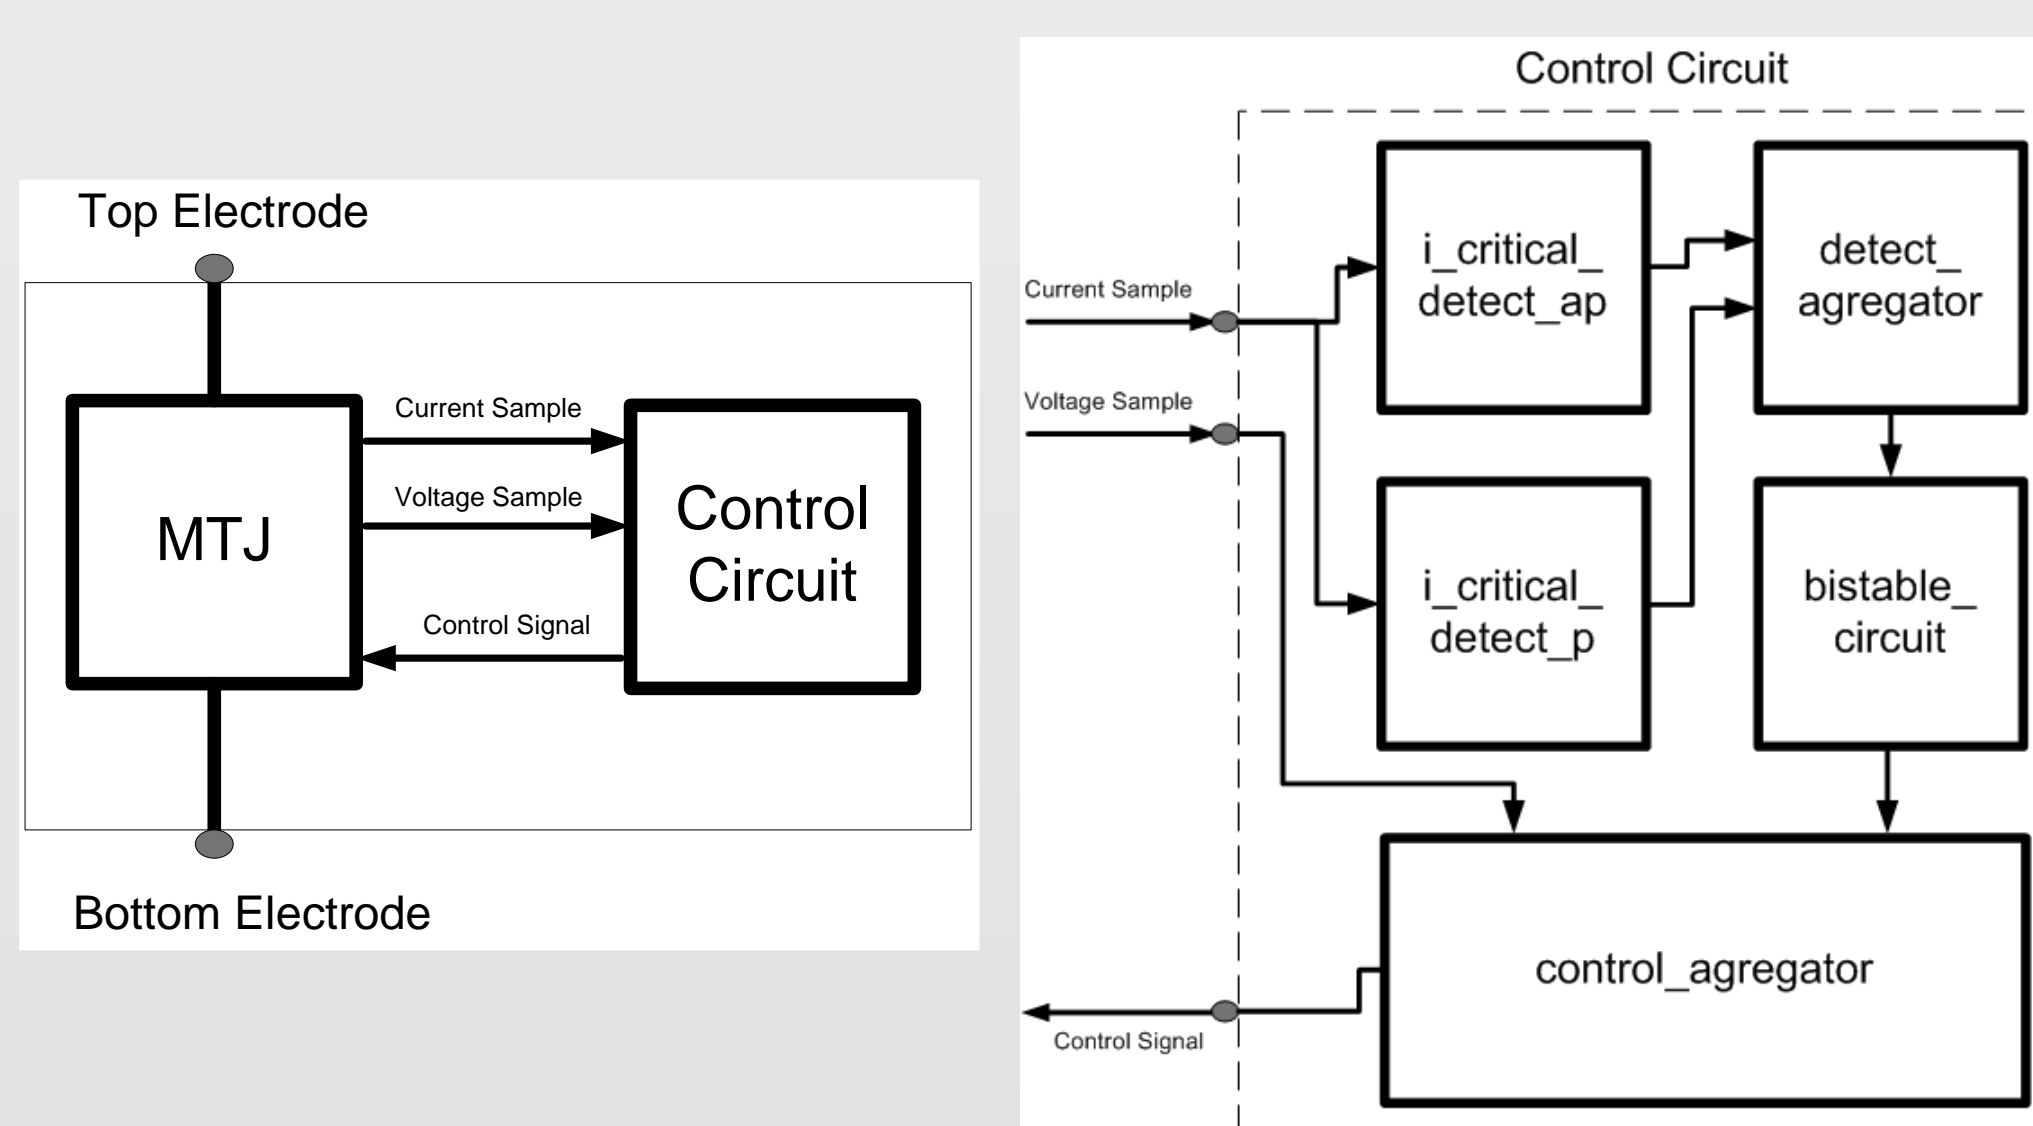 Top Electrode
MTJ
Current Sample
Voltage Sample
Control Signal
Control
Circuit
Bottom Electrode
Control Circuit
Current Sample
Voltage Sample
i_critical_
detect_ap
detect_
agregator
i_critical_
detect_p
bistable_
circuit
control_agregator
Control Signal